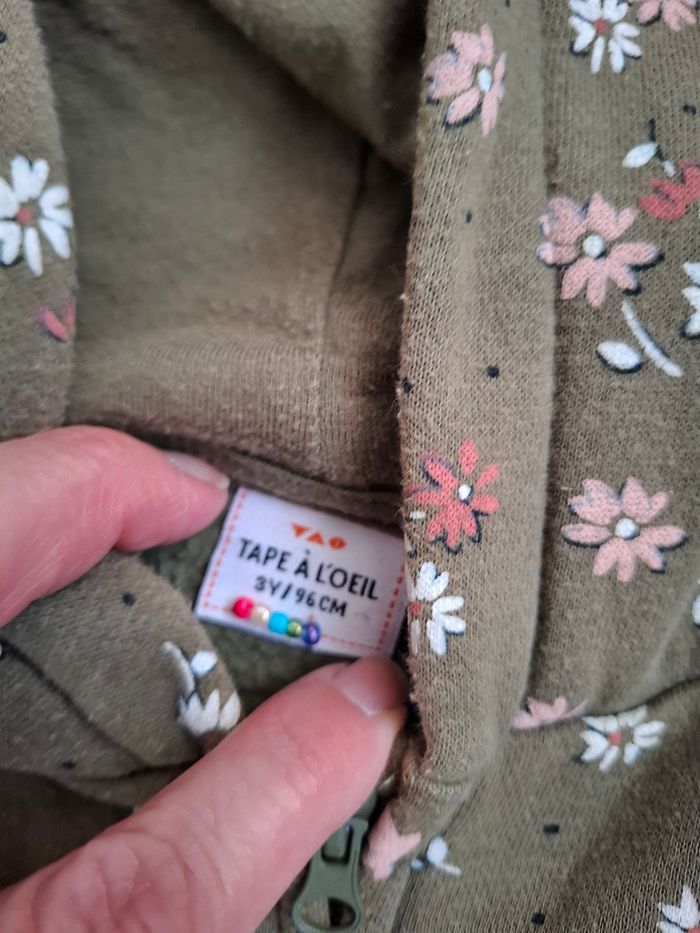 TAO
TAPE À L'OEIL
3Y/96CM